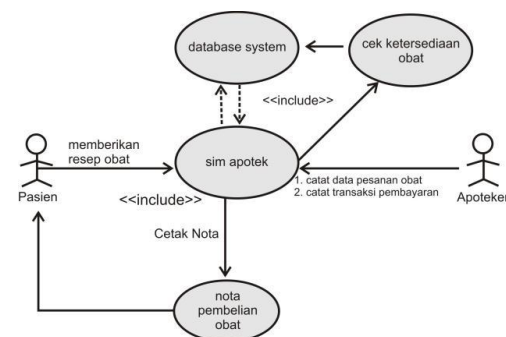 database system
cek ketersediaan
obat
<<include>>
memberikan
resep obat
sim apotek
1. catat data pesanan obat
2. catat transaksi pembayaran
Pasien
<<include>>
Apoteker
Cetak Nota
nota
pembelian
obat